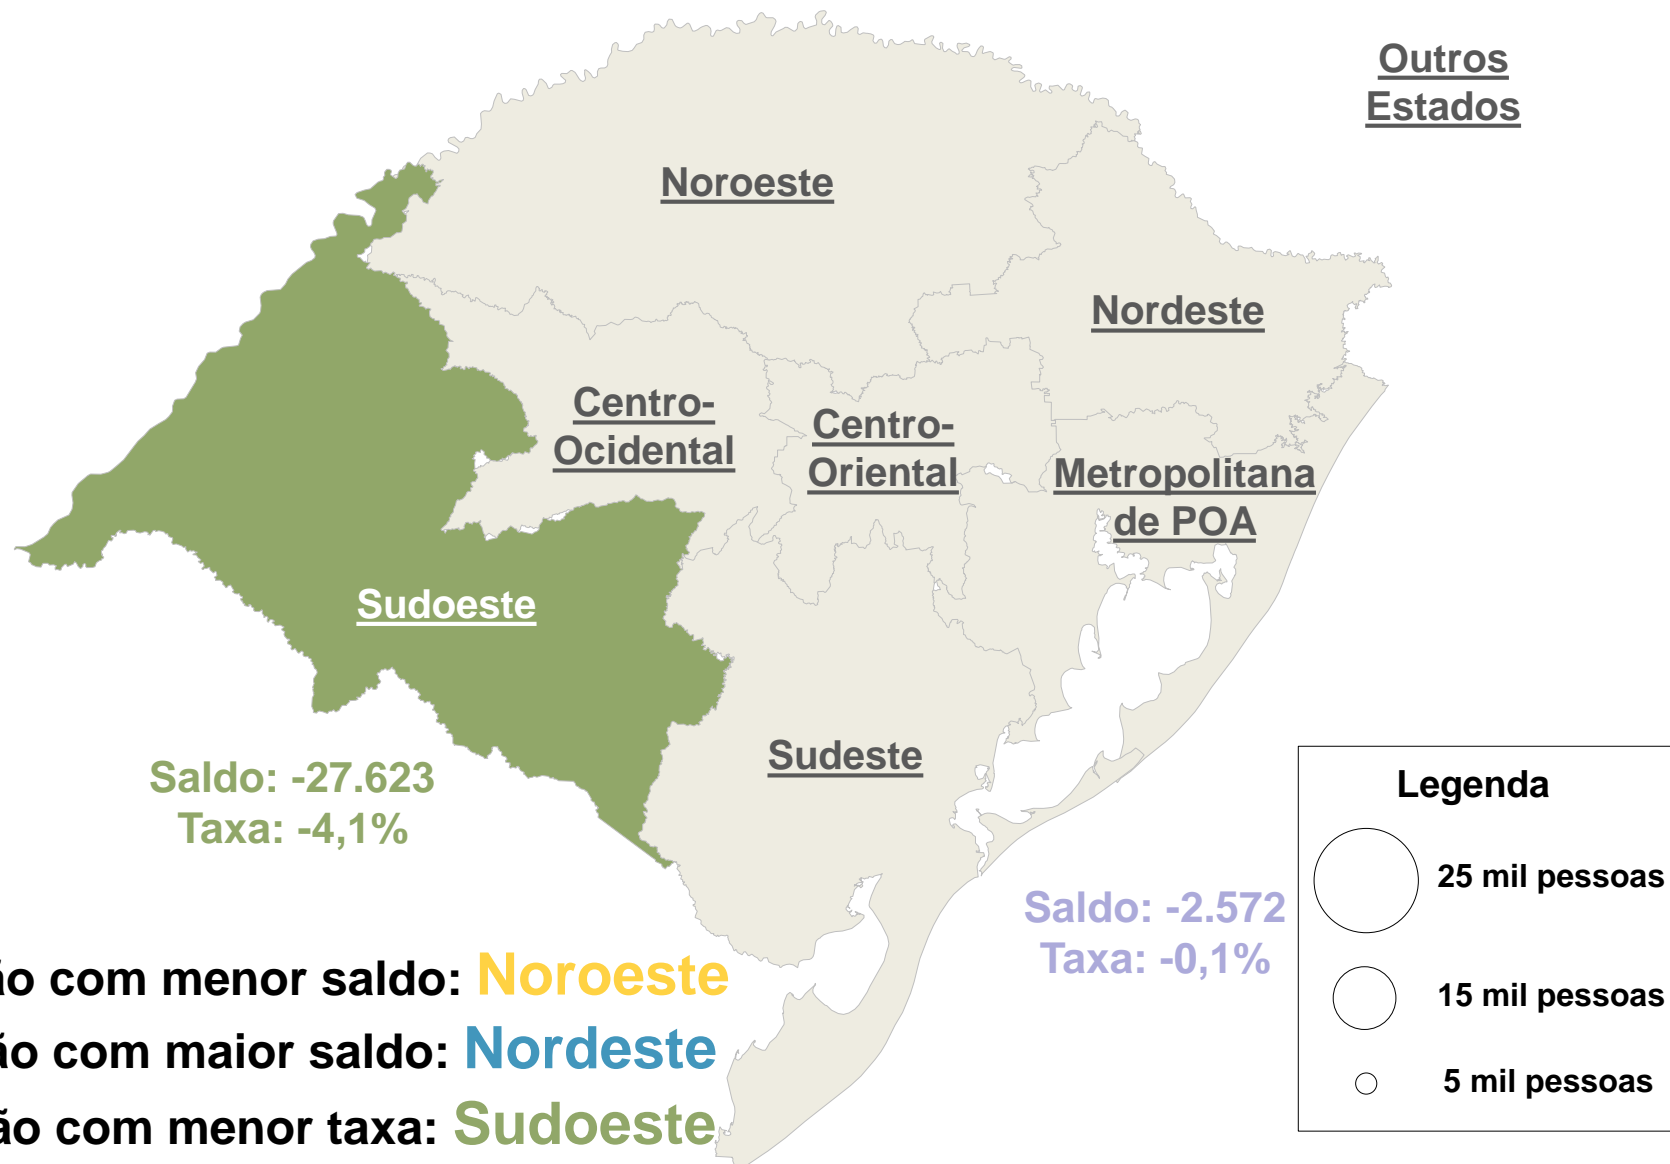 Outros
Estados
Noroeste
Nordeste
Centro-
Ocidental
Centro-
Oriental
Metropolitana
de POA
Sudoeste
Sudeste
Saldo: -27.623
Taxa: -4,1%
Saldo: -2.572
Taxa: -0,1%
Legenda
25 mil pessoas
15 mil pessoas
5 mil pessoas
ão com menor saldo: Noroeste
ão com maior saldo: Nordeste
ão com menor taxa: Sudoeste